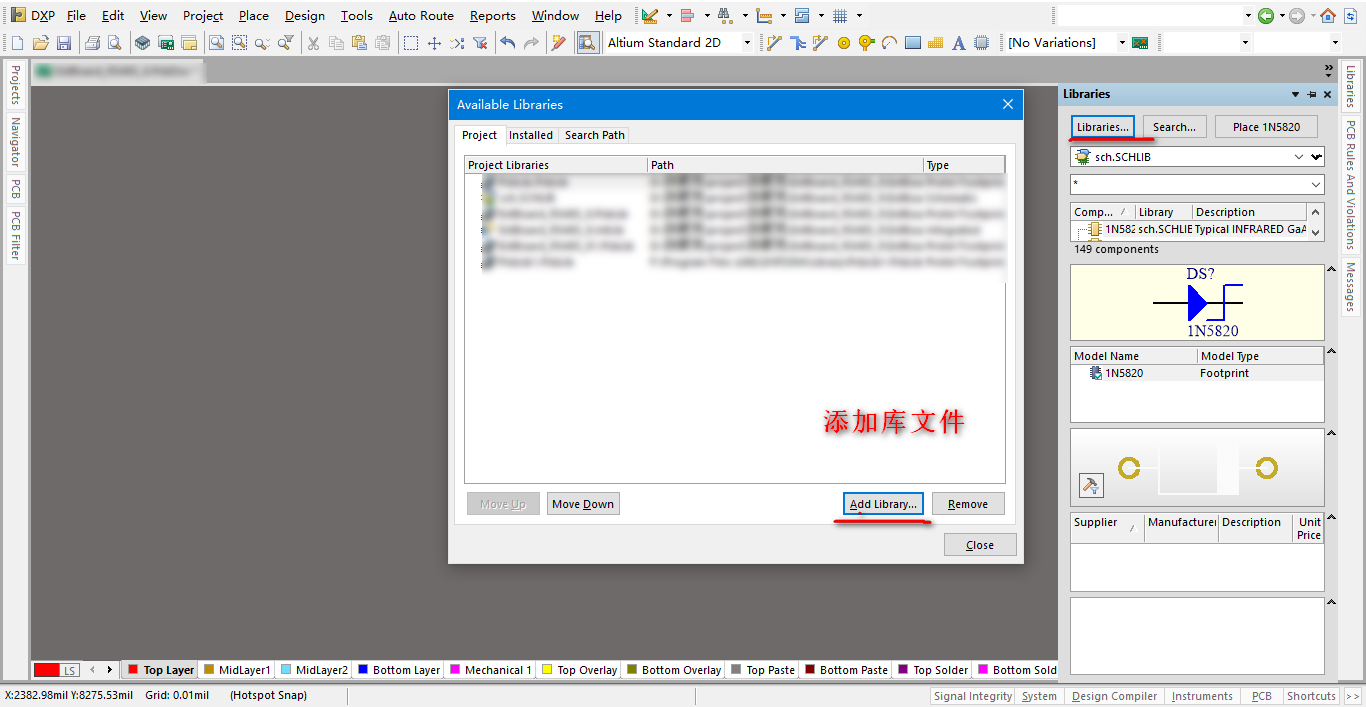 DXP File Edit View Project Place Design Tools Auto Route Reports Window Help
Altium Standard 2D [No Variations]
Projects
Navigator
PCB
PCB Filter
Available Libraries
Project Installed Search Path
Project Libraries Path Type
添加库文件
Move Up Move Down Add Library... Remove
Close
Libraries
Libraries... Search... Place 1N5820
sch.SCHLIB
*
Comp... Library Description
1N582 sch.SCHLIE Typical INFRARED GaA
149 components
DS?
1N5820
Model Name Model Type
1N5820 Footprint
Supplier Manufacturer Description Unit Price
Libraries
PCB Rules And Violations
Messages
LS Top Layer MidLayer1 MidLayer2 Bottom Layer Mechanical 1 Top Overlay Bottom Overlay Top Paste Bottom Paste Top Solder Bottom Sold
X:2382.98mil Y:8275.53mil Grid: 0.01mil (Hotspot Snap) Signal Integrity System Design Compiler Instruments PCB Shortcuts >>